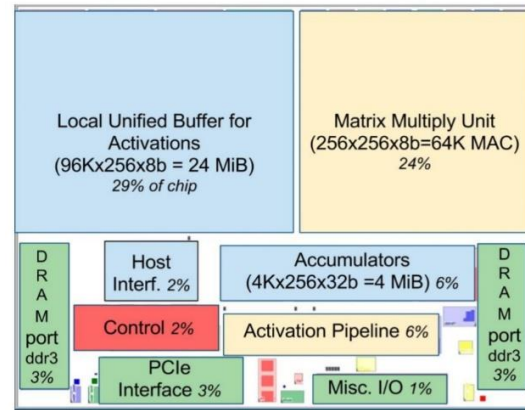 Local Unified Buffer for
Activations
(96Kx256x8b = 24 MiB)
29% of chip
Matrix Multiply Unit
(256x256x8b=64K MAC)
24%
D
R
A
M
port
ddr3
3%
Host
Interf. 2%
Accumulators
(4Kx256x32b =4 MiB) 6%
D
R
A
M
port
ddr3
3%
Control 2%
Activation Pipeline 6%
PCIe
Interface 3%
Misc. I/O 1%